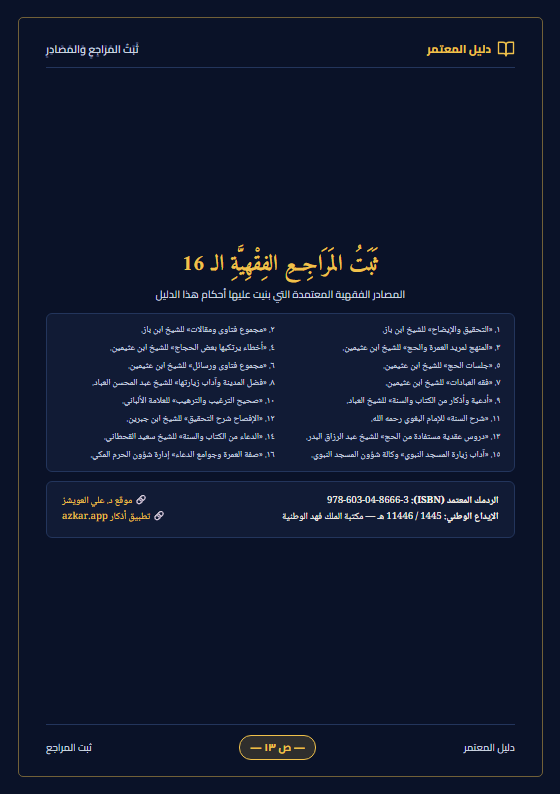 دليل المعتمر
ثَبَتُ المَرَاجِعِ وَالمَصَادِرِ
ثَبَتُ المَرَاجِعِ الفِقْهِيَّةِ الـ 16
المصادر الفقهية المعتمدة التي بنيت عليها أحكام هذا الدليل
١. «التحقيق والإيضاح» للشيخ ابن باز.
٢. «مجموع فتاوى ومقالات» للشيخ ابن باز.
٣. «المنهج لمريد العمرة والحج» للشيخ ابن عثيمين.
٤. «أخطاء يرتكبها بعض الحجاج» للشيخ ابن عثيمين.
٥. «جلسات الحج» للشيخ ابن عثيمين.
٦. «مجموع فتاوى ورسائل» للشيخ ابن عثيمين.
٧. «فقه العبادات» للشيخ ابن عثيمين.
٨. «فضل المدينة وآداب زيارتها» للشيخ عبد المحسن العباد.
٩. «أدعية وأذكار من الكتاب والسنة» للشيخ العباد.
١٠. «صحيح الترغيب والترهيب» للعلامة الألباني.
١١. «شرح السنة» للإمام البغوي رحمه الله.
١٢. «الإفصاح شرح التحقيق» للشيخ ابن جبرين.
١٣. «دروس عقدية مستفادة من الحج» للشيخ عبد الرزاق البدر.
١٤. «الدعاء من الكتاب والسنة» للشيخ سعيد القحطاني.
١٥. «آداب زيارة المسجد النبوي» وكالة شؤون المسجد النبوي.
١٦. «صفة العمرة وجوامع الدعاء» إدارة شؤون الحرم المكي.
الردمك المعتمد (ISBN): 978-603-04-8666-3
الإيداع الوطني: 1445 / 11446 هـ — مكتبة الملك فهد الوطنية
🔗 موقع د. علي العويشز
🔗 تطبيق أذكار azkar.app
دليل المعتمر
— ص ١٣ —
ثبت المراجع